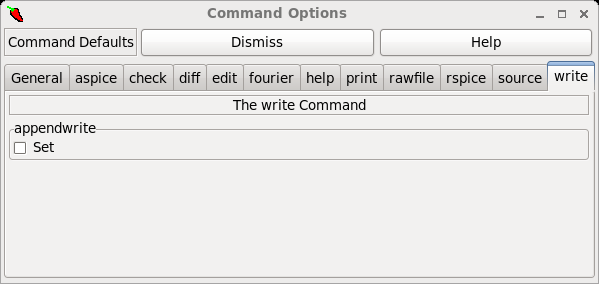 Command Options
Command Defaults Dismiss Help
General aspice check diff edit fourier help print rawfile rspice source write
The write Command
appendwrite
Set